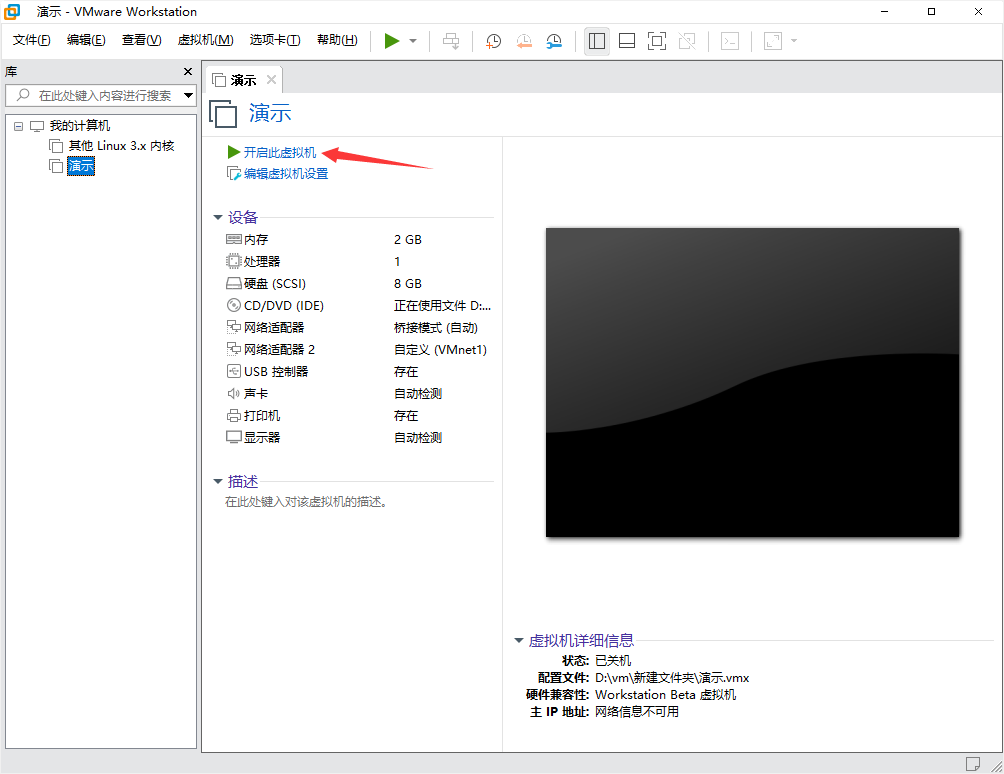 演示 - VMware Workstation
文件(F) 编辑(E) 查看(V) 虚拟机(M) 选项卡(T) 帮助(H)
库
在此处键入内容进行搜索
我的计算机
其他 Linux 3.x 内核
演示
演示
演示
开启此虚拟机
编辑虚拟机设置
设备
内存 2 GB
处理器 1
硬盘 (SCSI) 8 GB
CD/DVD (IDE) 正在使用文件 D:...
网络适配器 桥接模式 (自动)
网络适配器 2 自定义 (VMnet1)
USB 控制器 存在
声卡 自动检测
打印机 存在
显示器 自动检测
描述
在此处键入对该虚拟机的描述。
虚拟机详细信息
状态: 已关机
配置文件: D:\vm\新建文件夹\演示.vmx
硬件兼容性: Workstation Beta 虚拟机
主 IP 地址: 网络信息不可用